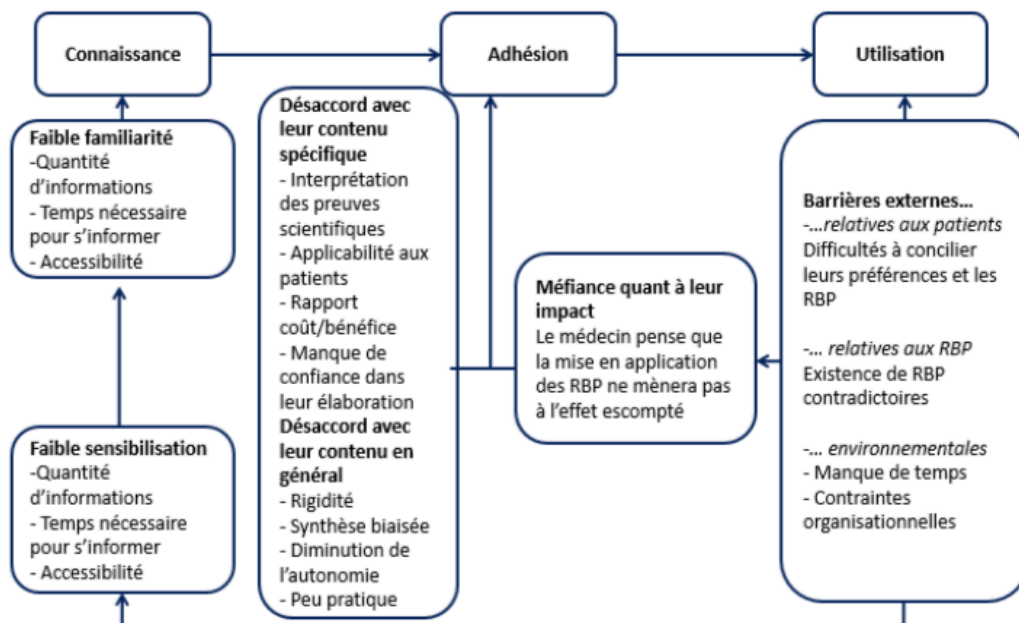 Connaissance
Adhésion
Utilisation
Faible familiarité
-Quantité
d’informations
- Temps nécessaire
pour s’informer
- Accessibilité
Faible sensibilisation
-Quantité
d’informations
- Temps nécessaire
pour s’informer
- Accessibilité
Désaccord avec
leur contenu
spécifique
- Interprétation
des preuves
scientifiques
- Applicabilité aux
patients
- Rapport
coût/bénéfice
- Manque de
confiance dans
leur élaboration
Désaccord avec
leur contenu en
général
- Rigidité
- Synthèse biaisée
- Diminution de
l’autonomie
- Peu pratique
Méfiance quant à leur
impact
Le médecin pense que
la mise en application
des RBP ne mènera pas
à l’effet escompté
Barrières externes...
-...relatives aux patients
Difficultés à concilier
leurs préférences et les
RBP
-... relatives aux RBP
Existence de RBP
contradictoires
-... environnementales
- Manque de temps
- Contraintes
organisationnelles